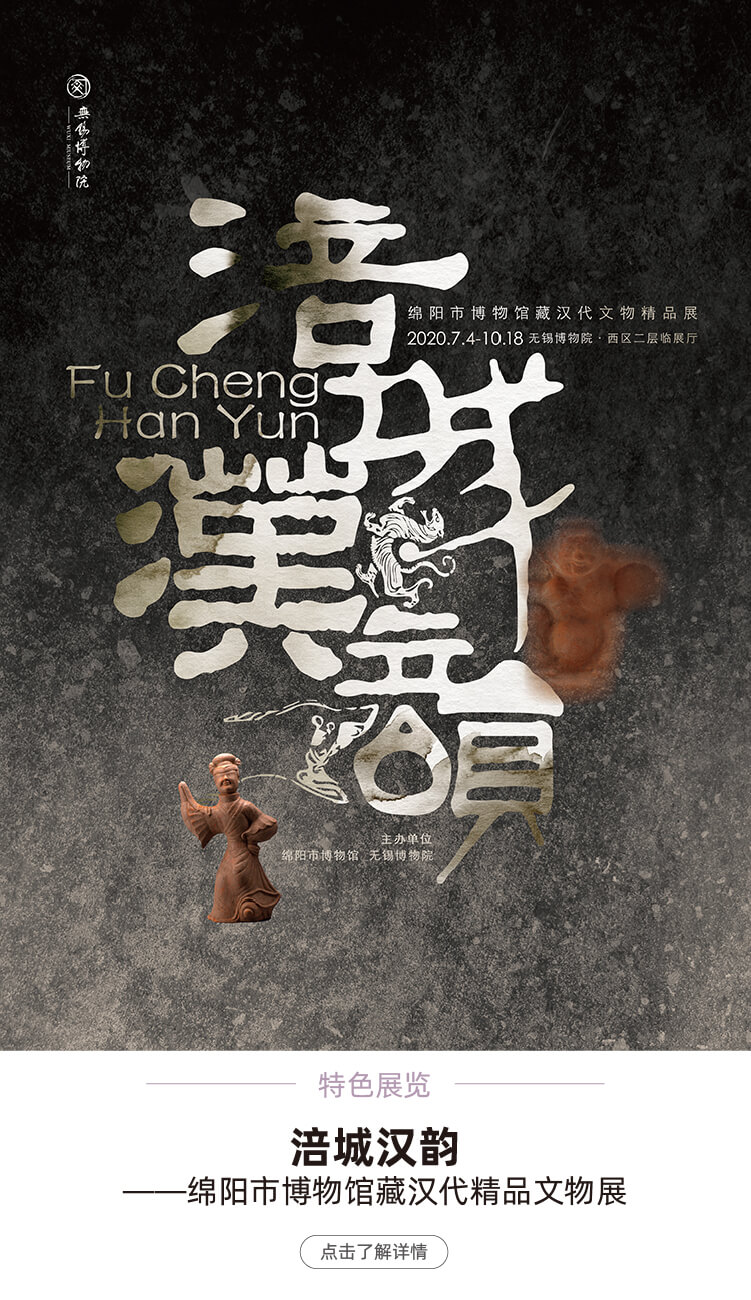 無錫博物院
WUXI MUSEUM
涪城
漢韻
Fu Cheng
Han Yun
绵阳市博物馆藏汉代文物精品展
2020.7.4-10.18 无锡博物院·西区二层临展厅
主办单位
绵阳市博物馆 无锡博物院
特色展览
涪城汉韵
——绵阳市博物馆藏汉代精品文物展
点击了解详情